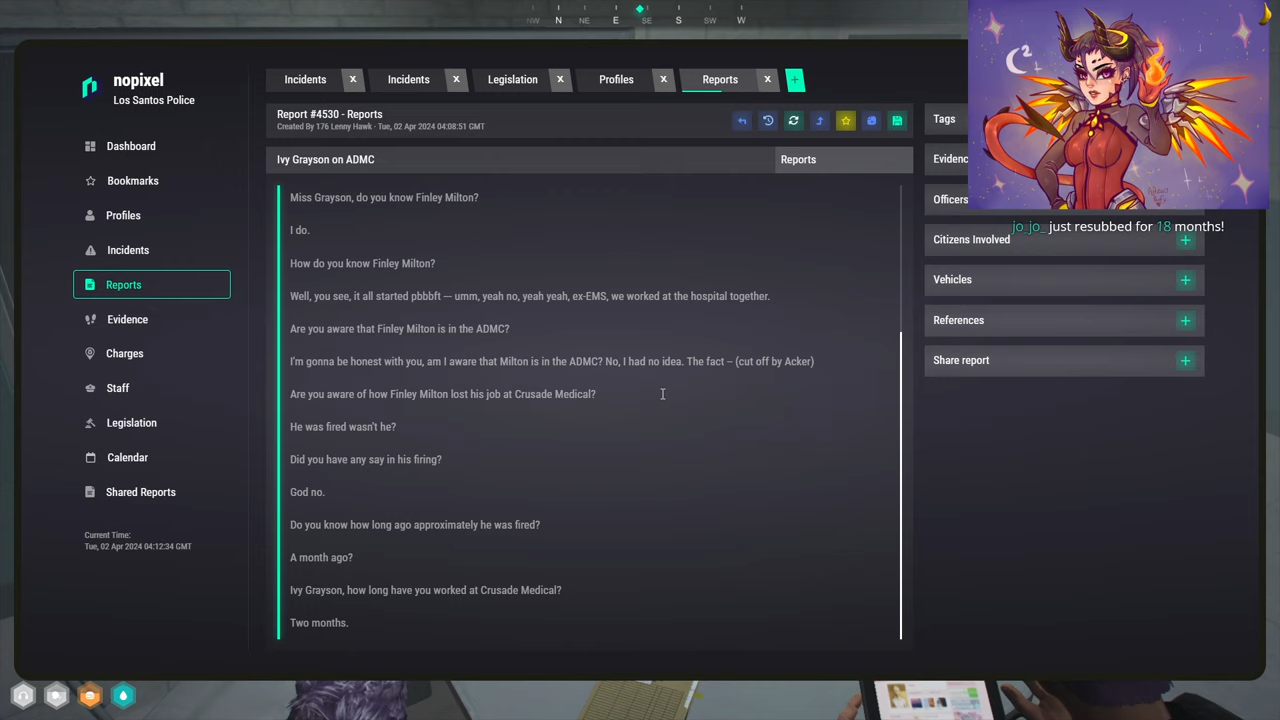 NW N NE E SE S SW W
nopixel
Los Santos Police
Dashboard
Bookmarks
Profiles
Incidents
Reports
Evidence
Charges
Staff
Legislation
Calendar
Shared Reports
Current Time:
Tue, 02 Apr 2024 04:12:34 GMT
Incidents x Incidents x Legislation x Profiles x Reports x +
Report #4530 - Reports
Created By 176 Lenny Hawk · Tue, 02 Apr 2024 04:08:51 GMT
Ivy Grayson on ADMC
Reports
Miss Grayson, do you know Finley Milton?
I do.
How do you know Finley Milton?
Well, you see, it all started pbbbft — umm, yeah no, yeah yeah, ex-EMS, we worked at the hospital together.
Are you aware that Finley Milton is in the ADMC?
I'm gonna be honest with you, am I aware that Milton is in the ADMC? No, I had no idea. The fact – (cut off by Acker)
Are you aware of how Finley Milton lost his job at Crusade Medical?
He was fired wasn't he?
Did you have any say in his firing?
God no.
Do you know how long ago approximately he was fired?
A month ago?
Ivy Grayson, how long have you worked at Crusade Medical?
Two months.
Tags
Evidenc
Officers
Citizens Involved +
Vehicles +
References +
Share report +
jo_jo_ just resubbed for 18 months!